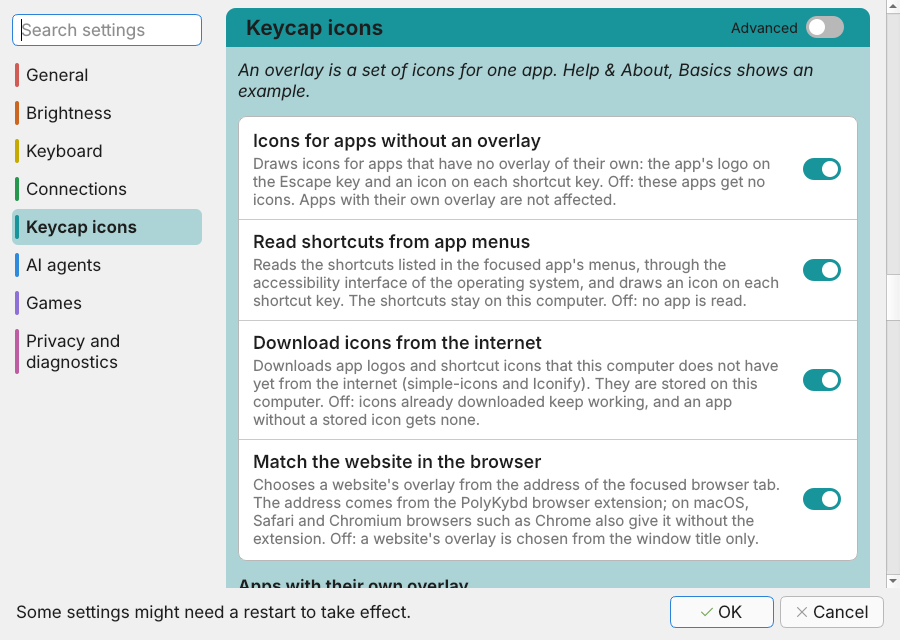 Search settings
General
Brightness
Keyboard
Connections
Keycap icons
AI agents
Games
Privacy and
diagnostics
Keycap icons
Advanced
An overlay is a set of icons for one app. Help & About, Basics shows an
example.
Icons for apps without an overlay
Draws icons for apps that have no overlay of their own: the app's logo on
the Escape key and an icon on each shortcut key. Off: these apps get no
icons. Apps with their own overlay are not affected.
Read shortcuts from app menus
Reads the shortcuts listed in the focused app's menus, through the
accessibility interface of the operating system, and draws an icon on each
shortcut key. The shortcuts stay on this computer. Off: no app is read.
Download icons from the internet
Downloads app logos and shortcut icons that this computer does not have
yet from the internet (simple-icons and Iconify). They are stored on this
computer. Off: icons already downloaded keep working, and an app
without a stored icon gets none.
Match the website in the browser
Chooses a website's overlay from the address of the focused browser tab.
The address comes from the PolyKybd browser extension; on macOS,
Safari and Chromium browsers such as Chrome also give it without the
extension. Off: a website's overlay is chosen from the window title only.
Apps with their own overlay
Some settings might need a restart to take effect.
OK
Cancel